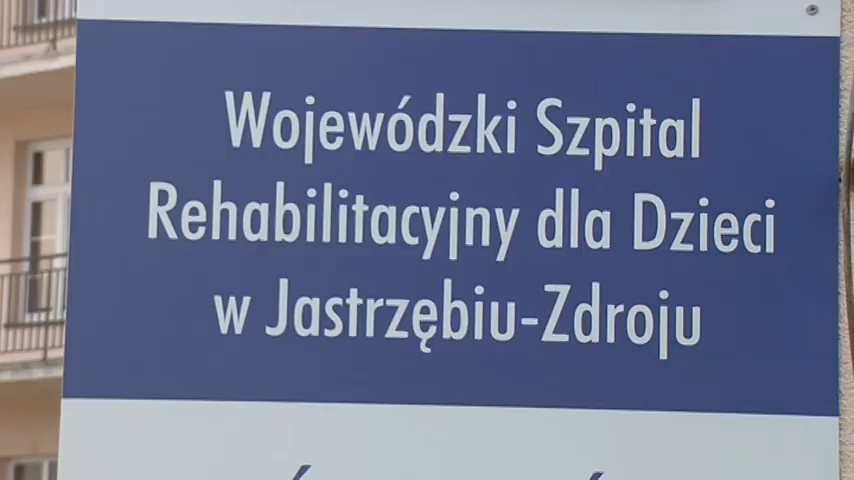 Wojewódzki Szpital
Rehabilitacyjny dla Dzieci
w Jastrzębiu-Zdroju